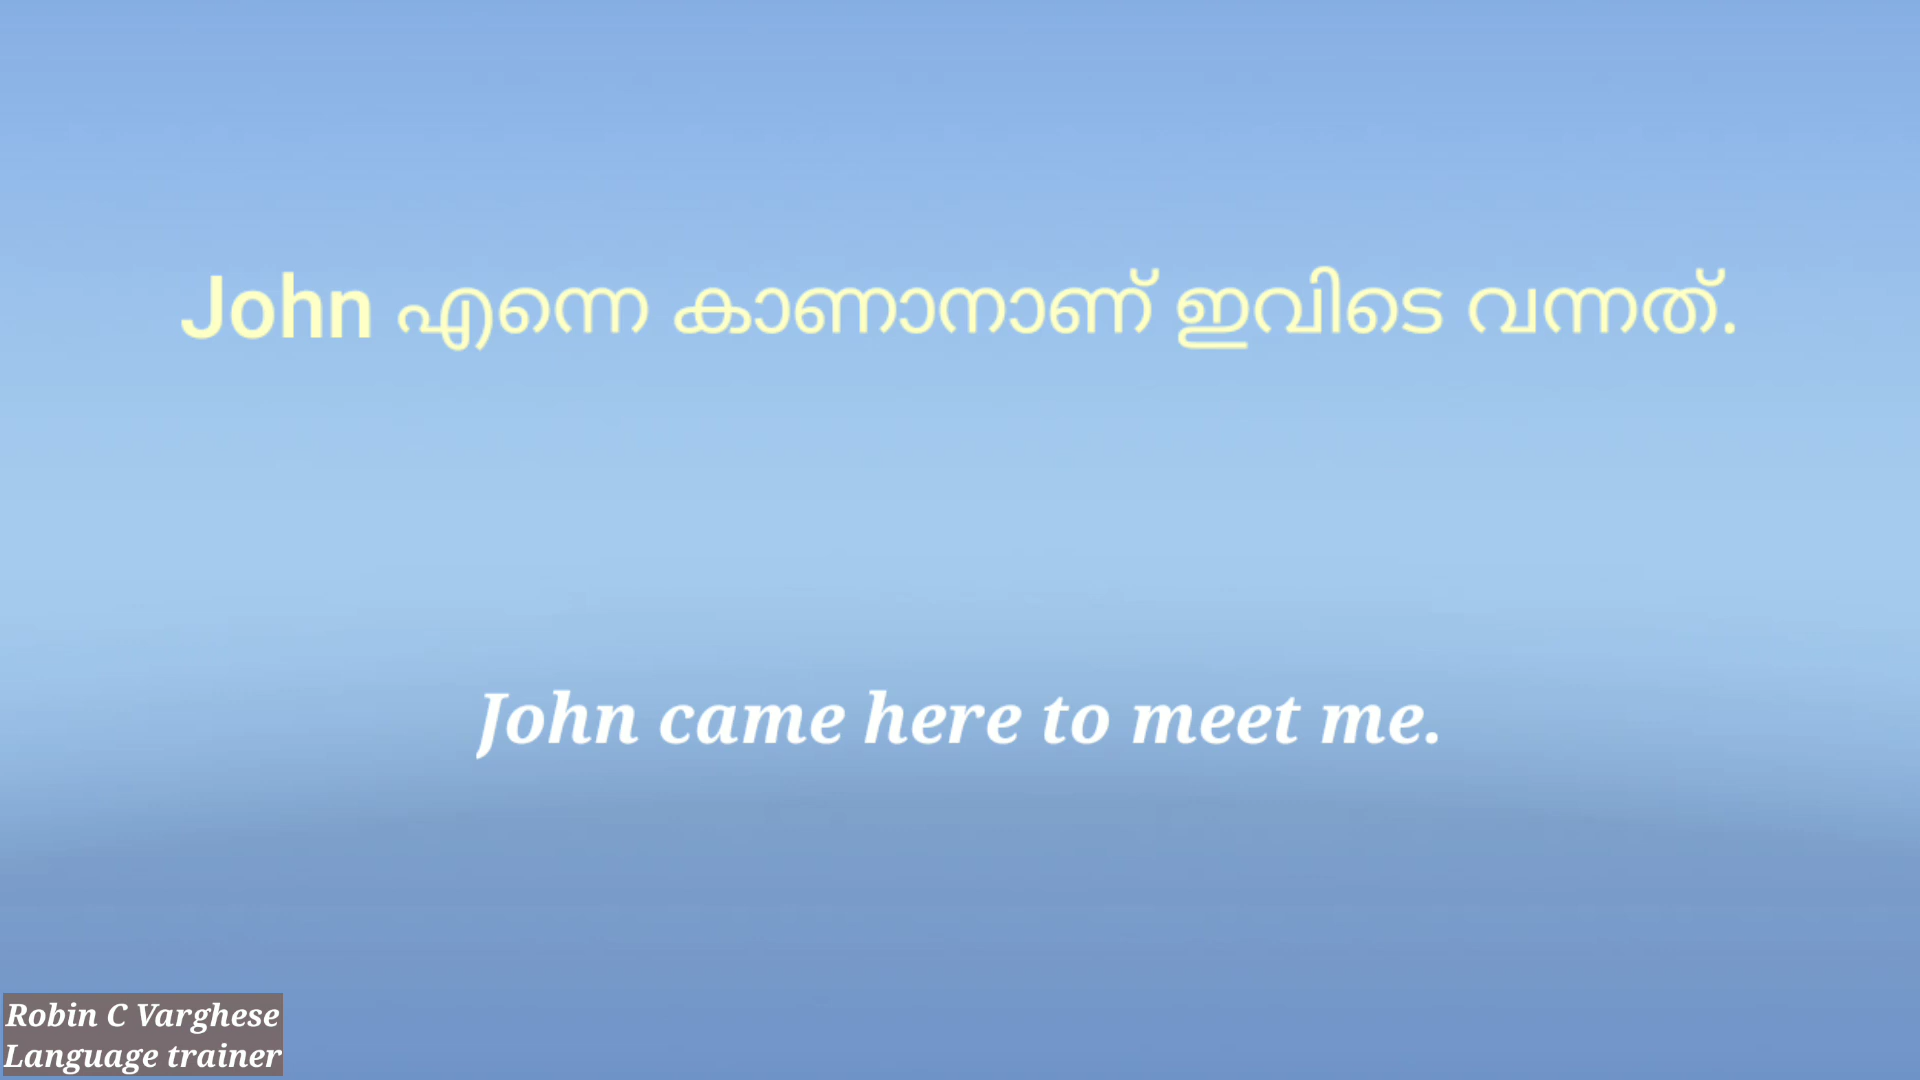 John എന്നെ കാണാനാണ് ഇവിടെ വന്നത്.
John came here to meet me.
Robin C Varghese
Language trainer